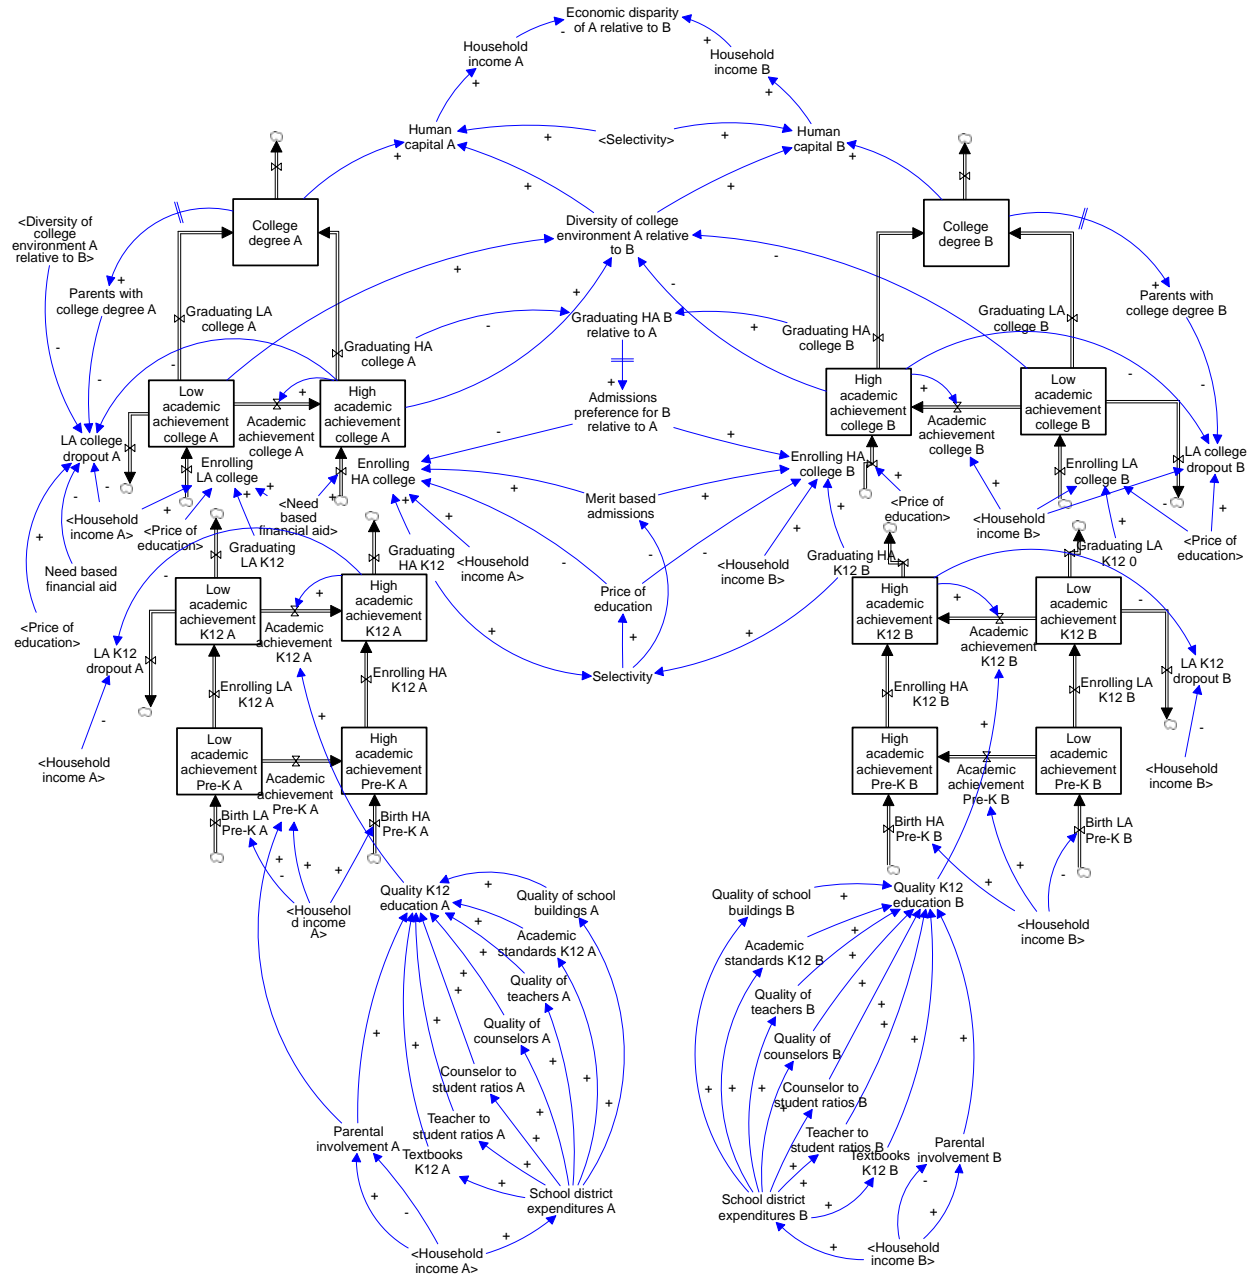 Economic disparity
of A relative to B
Household
income A
Household
income B
Human
capital A
<Selectivity>
Human
capital B
College
degree A
<Diversity of
college
environment A
relative to B>
Diversity of college
environment A relative
to B
College
degree B
Parents with
college degree A
Graduating LA
college A
Graduating HA B
relative to A
Graduating HA
college A
Graduating HA
college B
Graduating LA
college B
Parents with
college degree B
Low
academic
achievement
college A
High
academic
achievement
college A
Academic
achievement
college A
Admissions
preference for B
relative to A
High
academic
achievement
college B
Academic
achievement
college B
Low
academic
achievement
college B
LA college
dropout A
Enrolling
LA college
Enrolling
HA college
Enrolling HA
college B
Enrolling LA
college B
LA college
dropout B
<Household
income A>
<Price of
education>
<Need
based
financial aid>
Merit based
admissions
<Price of
education>
<Household
income B>
<Price of
education>
Need based
financial aid
Graduating
LA K12
Graduating
HA K12
<Household
income A>
<Household
income B>
Graduating HA
K12 B
Graduating LA
K12 0
<Price of
education>
Low
academic
achievement
K12 A
High
academic
achievement
K12 A
Academic
achievement
K12 A
Price of
education
High
academic
achievement
K12 B
Academic
achievement
K12 B
Low
academic
achievement
K12 B
LA K12
dropout A
Selectivity
LA K12
dropout B
Enrolling LA
K12 A
Enrolling HA
K12 A
Enrolling HA
K12 B
Enrolling LA
K12 B
<Household
income A>
Low
academic
achievement
Pre-K A
High
academic
achievement
Pre-K A
Academic
achievement
Pre-K A
High
academic
achievement
Pre-K B
Academic
achievement
Pre-K B
Low
academic
achievement
Pre-K B
<Household
income B>
Birth LA
Pre-K A
Birth HA
Pre-K A
Birth HA
Pre-K B
Birth LA
Pre-K B
<Househol
d income
A>
Quality K12
education A
Quality of school
buildings A
Quality of school
buildings B
Quality K12
education B
<Household
income B>
Academic
standards K12 A
Academic
standards K12 B
Quality of
teachers A
Quality of
teachers B
Quality of
counselors A
Quality of
counselors B
Counselor to
student ratios A
Counselor to
student ratios B
Parental
involvement A
Teacher to
student ratios A
Textbooks
K12 A
Teacher to
student ratios B
Textbooks
K12 B
Parental
involvement B
School district
expenditures A
School district
expenditures B
<Household
income A>
<Household
income B>